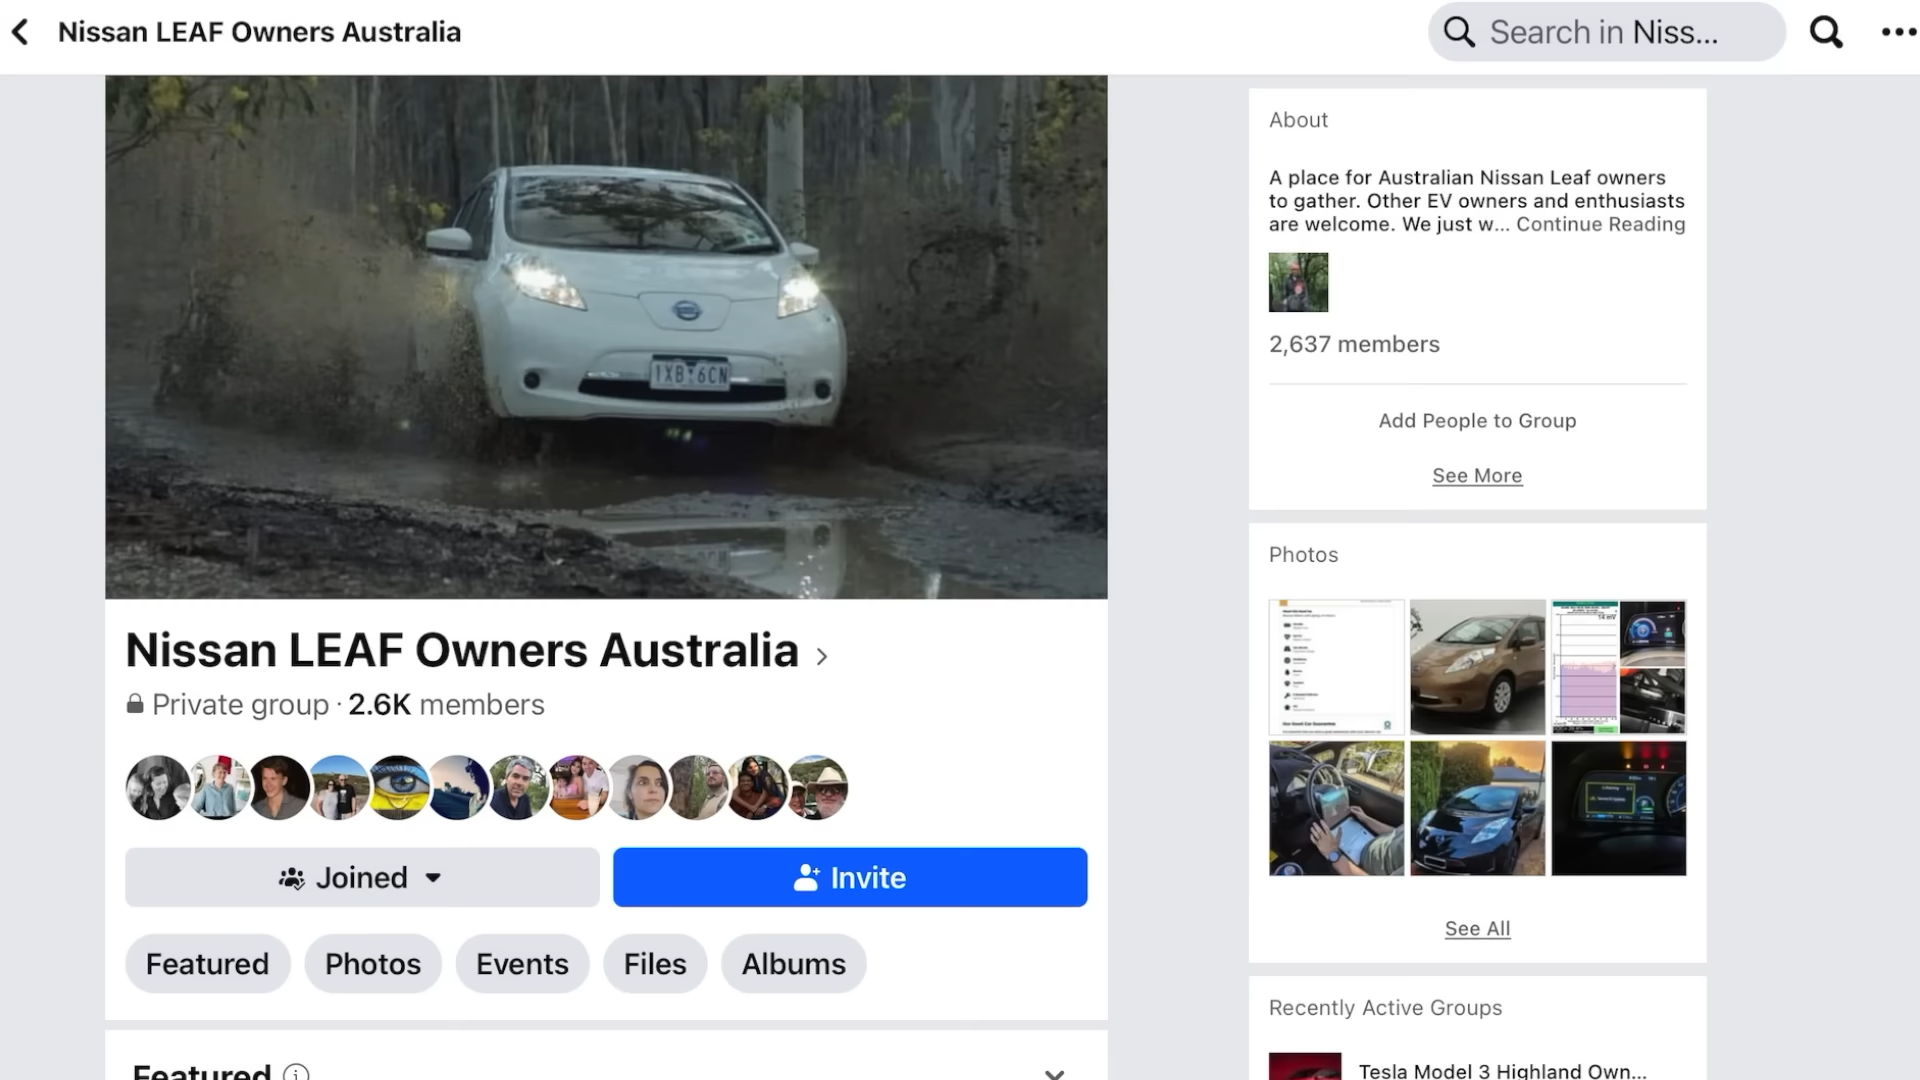 Nissan LEAF Owners Australia
Search in Niss...
1XB 6CN
Nissan LEAF Owners Australia
Private group · 2.6K members
Joined
Invite
Featured
Photos
Events
Files
Albums
Featured
About
A place for Australian Nissan Leaf owners
to gather. Other EV owners and enthusiasts
are welcome. We just w... Continue Reading
2,637 members
Add People to Group
See More
Photos
14 mV
See All
Recently Active Groups
Tesla Model 3 Highland Own...